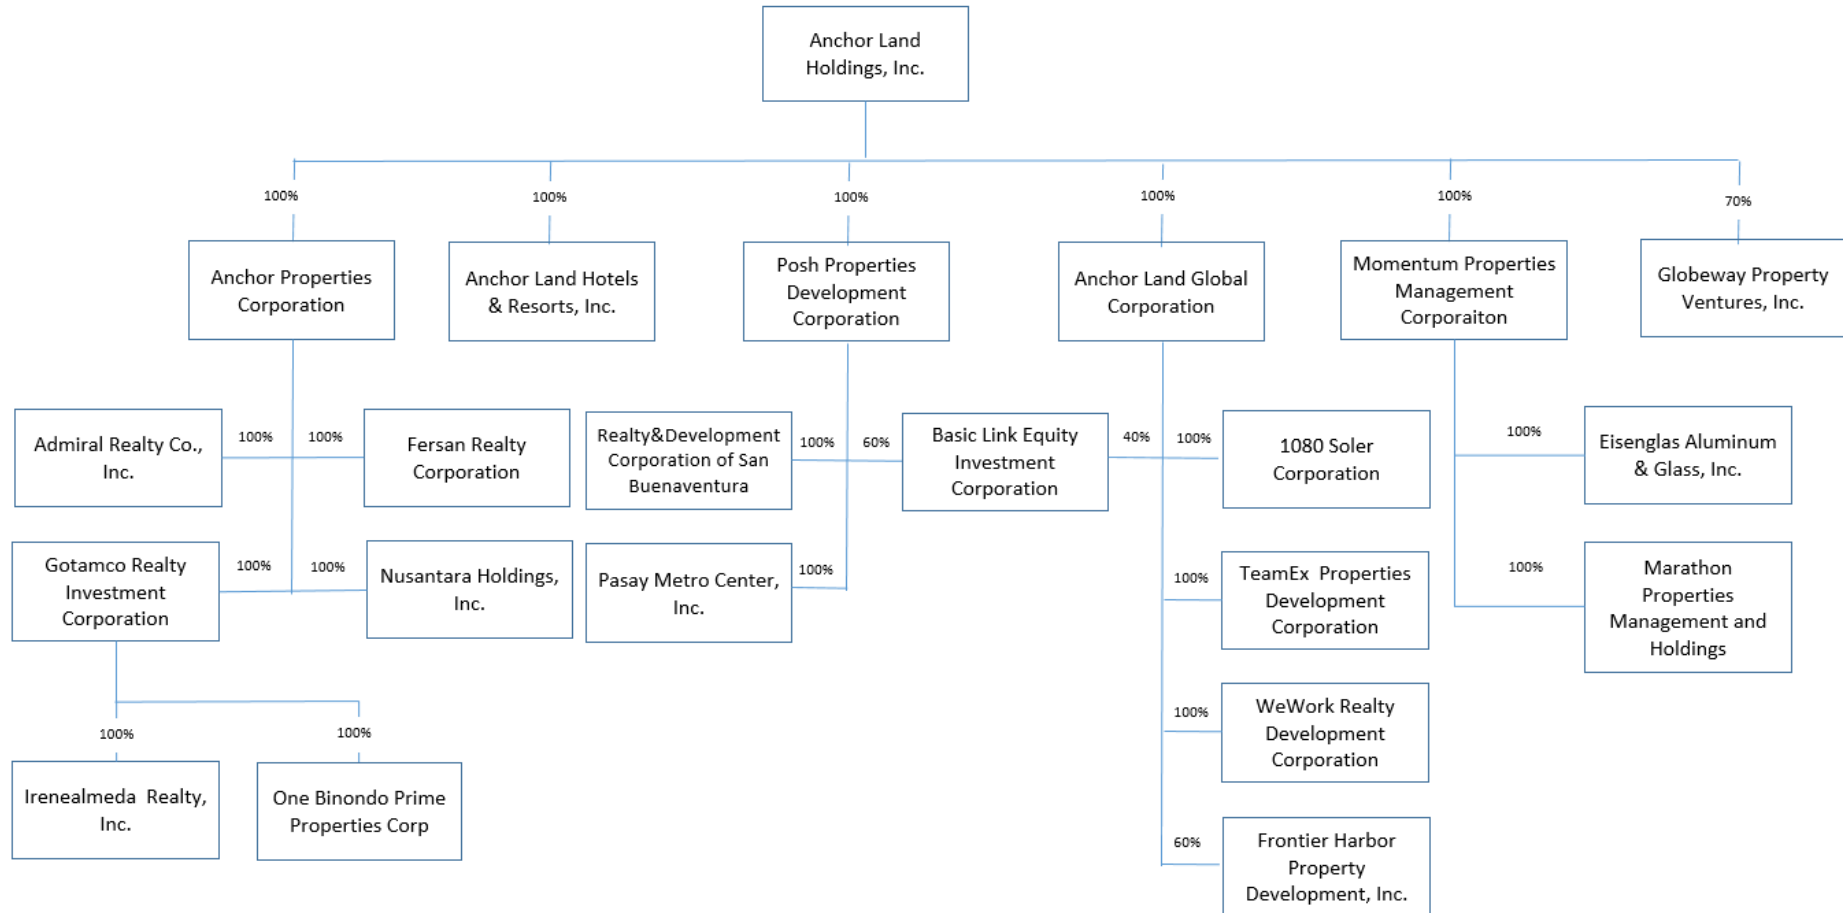 Anchor Land
Holdings, Inc.
100%
100%
100%
100%
100%
70%
Anchor Properties
Corporation
Anchor Land Hotels
& Resorts, Inc.
Posh Properties
Development
Corporation
Anchor Land Global
Corporation
Momentum Properties
Management
Corporaiton
Globeway Property
Ventures, Inc.
Admiral Realty Co.,
Inc.
100%
100%
Fersan Realty
Corporation
Realty&Development
Corporation of San
Buenaventura
100%
60%
Basic Link Equity
Investment
Corporation
40%
100%
1080 Soler
Corporation
100%
Eisenglas Aluminum
& Glass, Inc.
Gotamco Realty
Investment
Corporation
100%
100%
Nusantara Holdings,
Inc.
Pasay Metro Center,
Inc.
100%
100%
TeamEx  Properties
Development
Corporation
100%
Marathon
Properties
Management and
Holdings
100%
WeWork Realty
Development
Corporation
100%
100%
Irenealmeda  Realty,
Inc.
One Binondo Prime
Properties Corp
60%
Frontier Harbor
Property
Development, Inc.